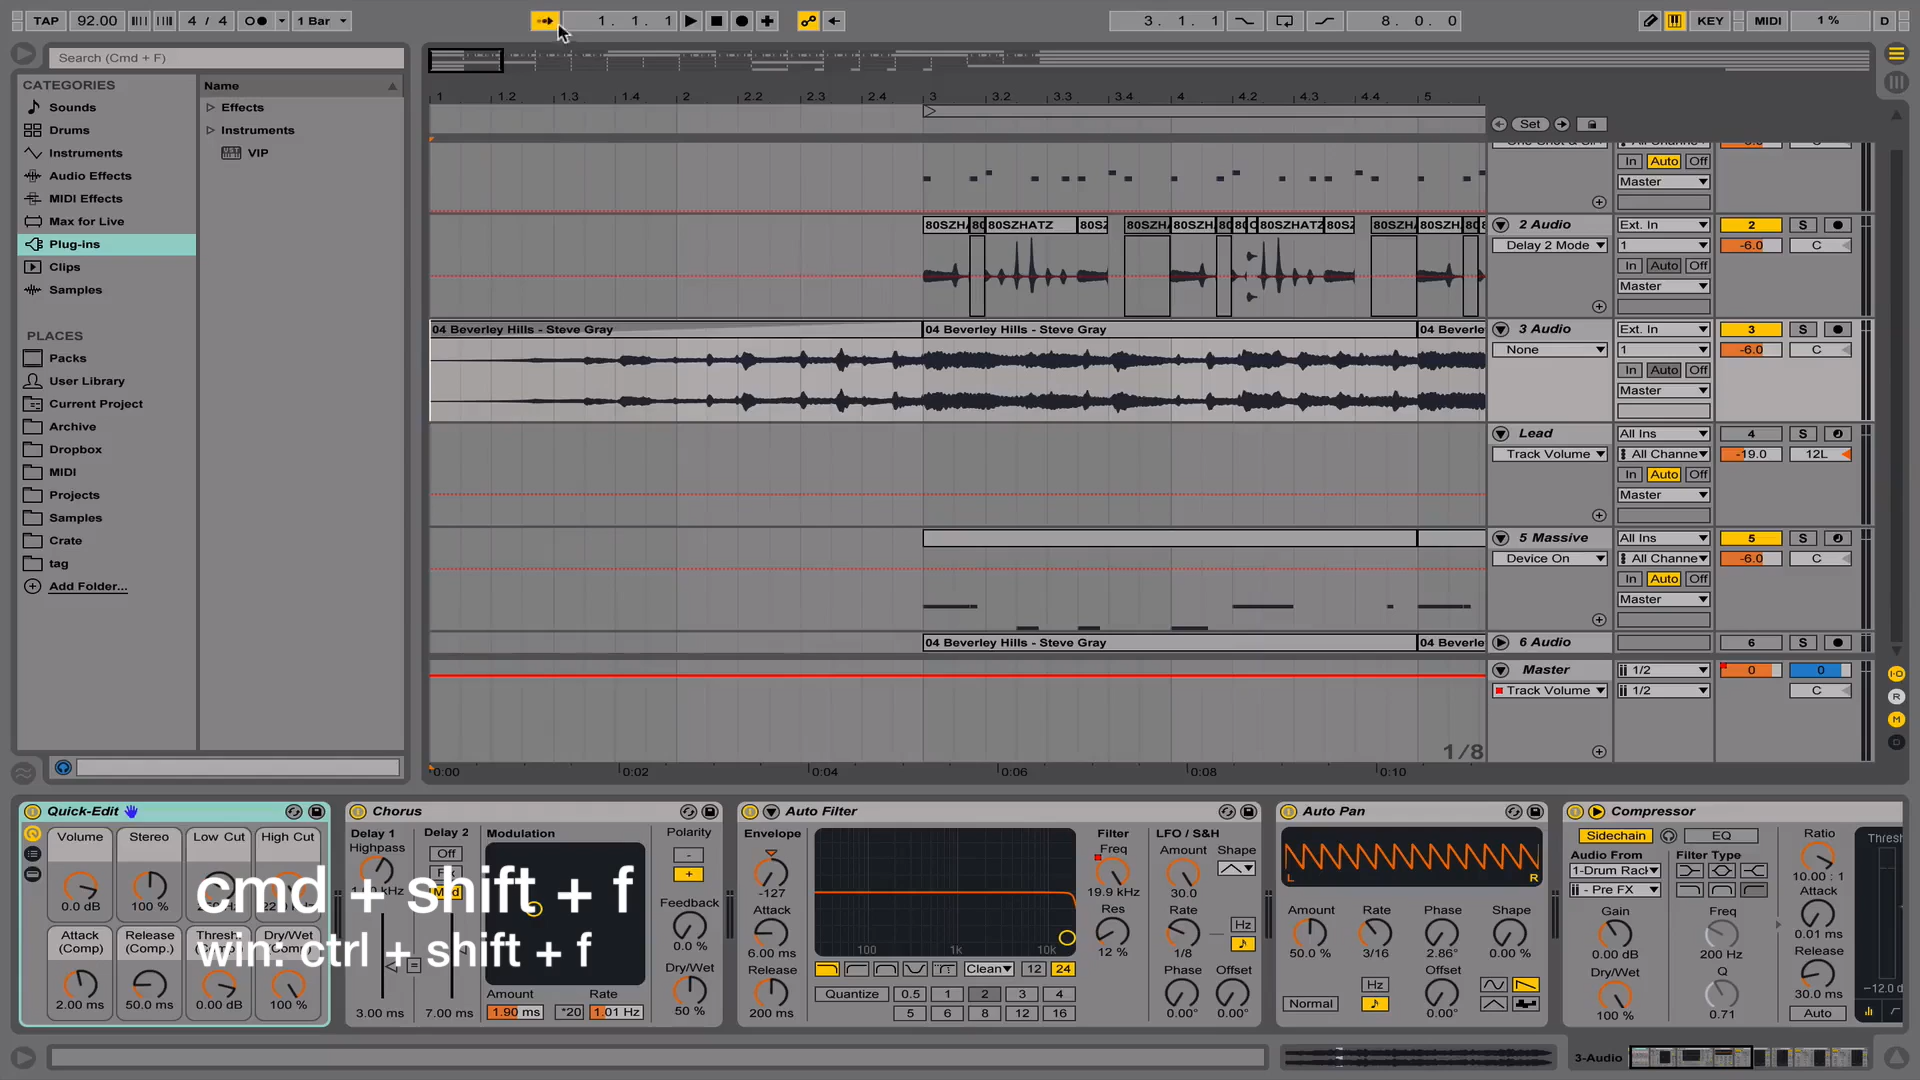 TAP 92.00 4 / 4 1 Bar 1. 1. 1 3. 1. 1 8. 0. 0 KEY MIDI 1 % D
Search (Cmd + F)
CATEGORIES
Sounds
Drums
Instruments
Audio Effects
MIDI Effects
Max for Live
Plug-ins
Clips
Samples
PLACES
Packs
User Library
Current Project
Archive
Dropbox
MIDI
Projects
Samples
Crate
tag
Add Folder...
Name
Effects
Instruments
VIP
1 1.2 1.3 1.4 2 2.2 2.3 2.4 3 3.2 3.3 3.4 4 4.2 4.3 4.4 5
Set
In Auto Off
Master
80SZH 80 80SZHATZ 80SZ 80SZH 80SZH 80 80 80SZHATZ 80SZ 80SZH 80SZH 80
2 Audio Ext. In 2 S
Delay 2 Mode 1 -6.0 C
In Auto Off
Master
04 Beverley Hills - Steve Gray 04 Beverley Hills - Steve Gray 04 Beverle
3 Audio Ext. In 3 S
None 1 -6.0 C
In Auto Off
Master
Lead All Ins 4 S
Track Volume All Channe -19.0 12L
In Auto Off
Master
5 Massive All Ins 5 S
Device On All Channe -6.0 C
In Auto Off
Master
04 Beverley Hills - Steve Gray 04 Beverle 6 Audio 6 S
Master 1/2 0 0
Track Volume 1/2 C
1/8
0:00 0:02 0:04 0:06 0:08 0:10
I·O
R
M
D
Quick-Edit
Volume Stereo Low Cut High Cut
0.0 dB 100 %
Attack (Comp) Release (Comp.) Dry/Wet
2.00 ms 50.0 ms 0.00 dB 100 %
cmd + shift + f
win: ctrl + shift + f
Chorus
Delay 1 Delay 2 Modulation Polarity
Highpass Off -
+
Feedback
0.0 %
Dry/Wet
Amount Rate
3.00 ms 7.00 ms 1.90 ms *20 1.01 Hz 50 %
Auto Filter
Envelope Filter LFO / S&H
Freq Amount Shape
-127 19.9 kHz 30.0
Attack Res Rate Hz
100 1k 10k
6.00 ms 12 % 1/8
Release Clean 12 24 Phase Offset
Quantize 0.5 1 2 3 4
200 ms 5 6 8 12 16 0.00° 0.00°
Auto Pan
L R
Amount Rate Phase Shape
50.0 % 3/16 2.86° 0.00 %
Hz Offset
Normal 0.00°
Compressor
Sidechain EQ Ratio Thresh
Audio From Filter Type
1-Drum Rack 10.00 : 1
- Pre FX Attack
Gain Freq 0.01 ms
0.00 dB 200 Hz Release
Dry/Wet Q
30.0 ms -12.0 d
100 % 0.71 Auto
3-Audio